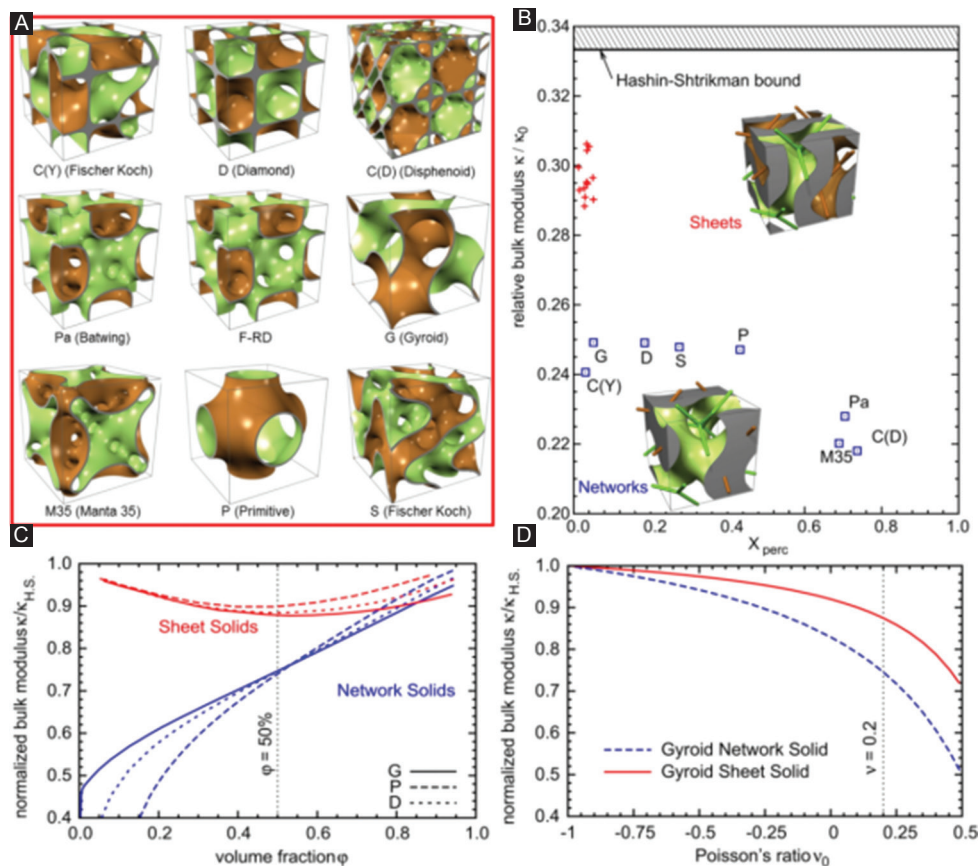 A
C(Y) (Fischer Koch)
D (Diamond)
C(D) (Disphenoid)
Pa (Batwing)
F-RD
G (Gyroid)
M35 (Manta 35)
P (Primitive)
S (Fischer Koch)
B
relative bulk modulus κ / κ0
0.34
0.32
0.30
0.28
0.26
0.24
0.22
0.20
Hashin-Shtrikman bound
Sheets
G
D
S
P
C(Y)
Pa
C(D)
M35
Networks
0.0
0.2
0.4
0.6
0.8
1.0
Xperc
C
normalized bulk modulus κ/κH.S.
1.0
0.9
0.8
0.7
0.6
0.5
0.4
Sheet Solids
Network Solids
φ = 50%
G
P
D
0.0
0.2
0.4
0.6
0.8
1.0
volume fraction φ
D
normalized bulk modulus κ/κH.S.
1.0
0.9
0.8
0.7
0.6
0.5
0.4
ν = 0.2
Gyroid Network Solid
Gyroid Sheet Solid
-1
-0.75
-0.5
-0.25
0
0.25
0.5
Poisson's ratio ν0